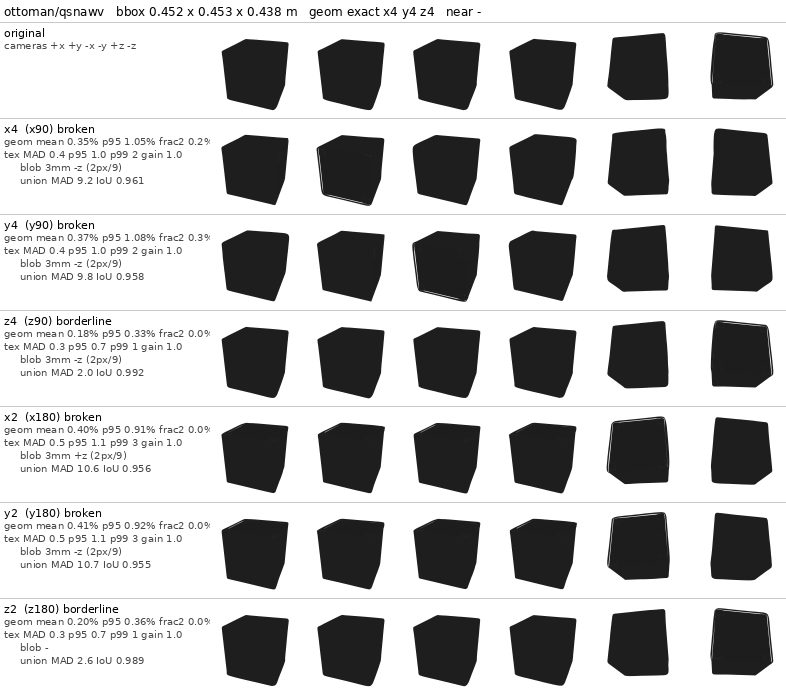 ottoman/qsnawv   bbox 0.452 x 0.453 x 0.438 m   geom exact x4 y4 z4   near -
original
cameras +x +y -x -y +z -z
x4  (x90) broken
geom mean 0.35% p95 1.05% frac2 0.2%
tex MAD 0.4 p95 1.0 p99 2 gain 1.0
blob 3mm -z (2px/9)
union MAD 9.2 IoU 0.961
y4  (y90) broken
geom mean 0.37% p95 1.08% frac2 0.3%
tex MAD 0.4 p95 1.0 p99 2 gain 1.0
blob 3mm -z (2px/9)
union MAD 9.8 IoU 0.958
z4  (z90) borderline
geom mean 0.18% p95 0.33% frac2 0.0%
tex MAD 0.3 p95 0.7 p99 1 gain 1.0
blob 3mm -z (2px/9)
union MAD 2.0 IoU 0.992
x2  (x180) broken
geom mean 0.40% p95 0.91% frac2 0.0%
tex MAD 0.5 p95 1.1 p99 3 gain 1.0
blob 3mm +z (2px/9)
union MAD 10.6 IoU 0.956
y2  (y180) broken
geom mean 0.41% p95 0.92% frac2 0.0%
tex MAD 0.5 p95 1.1 p99 3 gain 1.0
blob 3mm -z (2px/9)
union MAD 10.7 IoU 0.955
z2  (z180) borderline
geom mean 0.20% p95 0.36% frac2 0.0%
tex MAD 0.3 p95 0.7 p99 1 gain 1.0
blob -
union MAD 2.6 IoU 0.989